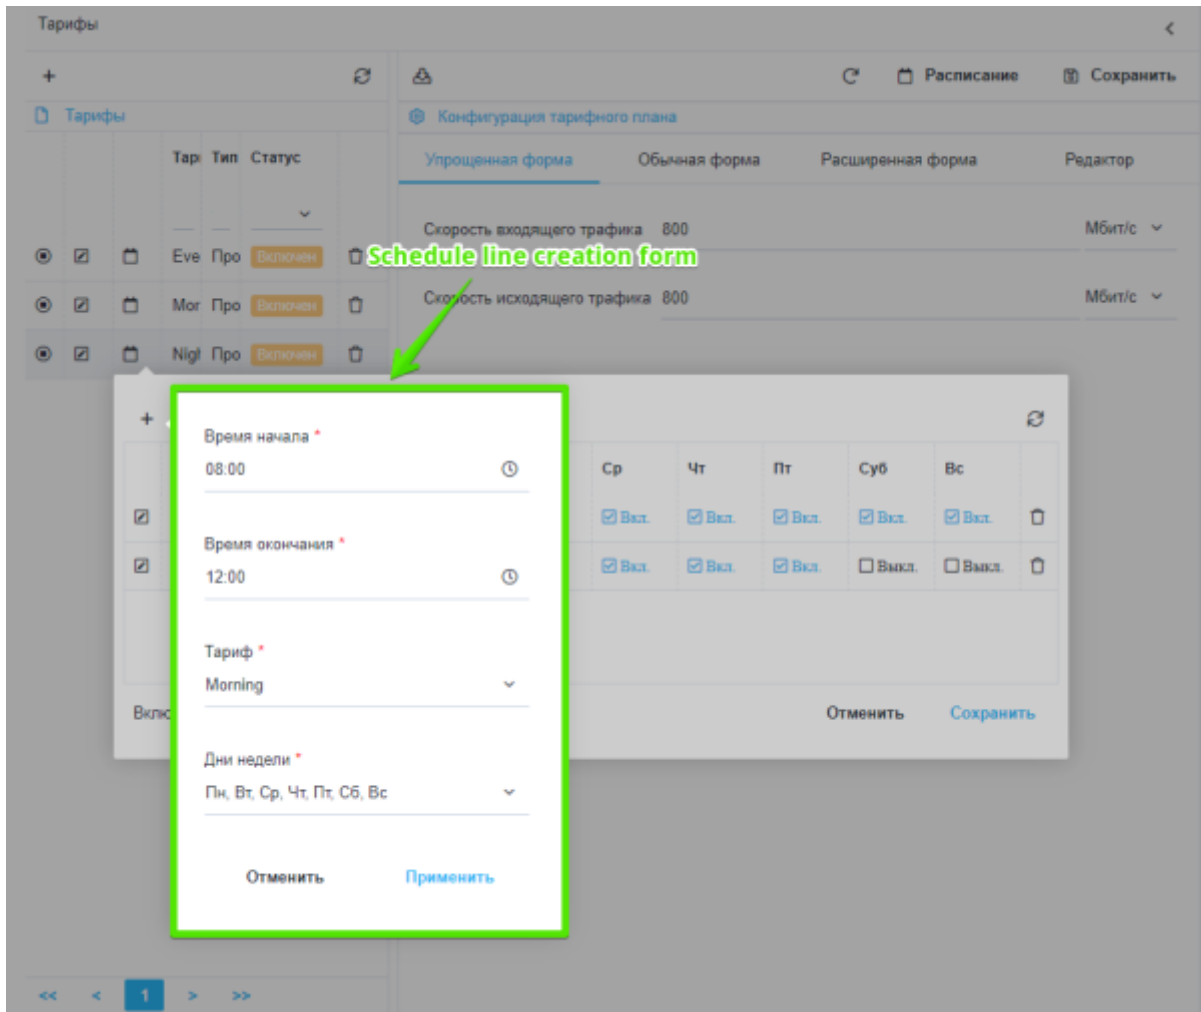 Тарифы
Расписание
Сохранить
Тарифы
Конфигурация тарифного плана
Тип Статус
Упрощенная форма
Обычная форма
Расширенная форма
Редактор
Скорость входящего трафика 800 Мбит/с
Eve Про Включен
Schedule line creation form
Скорость исходящего трафика 800 Мбит/с
Mor Про Включен
Про Включен
Время начала *
08:00
Ср Чт Пт Суб Вс
Вкл. Вкл. Вкл. Вкл. Вкл.
Время окончания *
12:00
Вкл. Вкл. Вкл. Выкл. Выкл.
Тариф *
Morning
Отменить
Сохранить
Дни недели *
Пн, Вт, Ср, Чт, Пт, Сб, Вс
Отменить
Применить
<< < 1 > >>